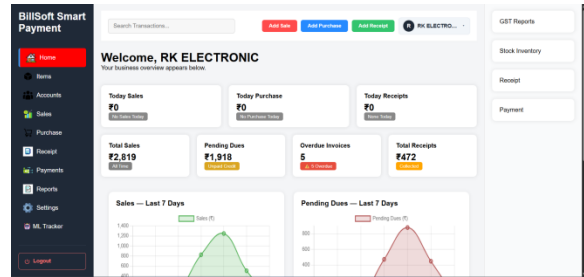 BillSoft Smart
Payment
Home
Items
Accounts
Sales
Purchase
Receipt
Payments
Reports
Settings
ML Tracker
Logout
Search Transactions...
Add Sale
Add Purchase
Add Receipt
R
RK ELECTRO...
Welcome, RK ELECTRONIC
Your business overview appears below.
Today Sales
₹0
No Sales Today
Today Purchase
₹0
No Purchase Today
Today Receipts
₹0
None Today
Total Sales
₹2,819
All Time
Pending Dues
₹1,918
Unpaid Credit
Overdue Invoices
5
5 Overdue
Total Receipts
₹472
Collected
Sales — Last 7 Days
Sales (₹)
1,400
1,200
1,000
800
600
400
Pending Dues — Last 7 Days
Pending Dues (₹)
800
600
400
GST Reports
Stock Inventory
Receipt
Payment